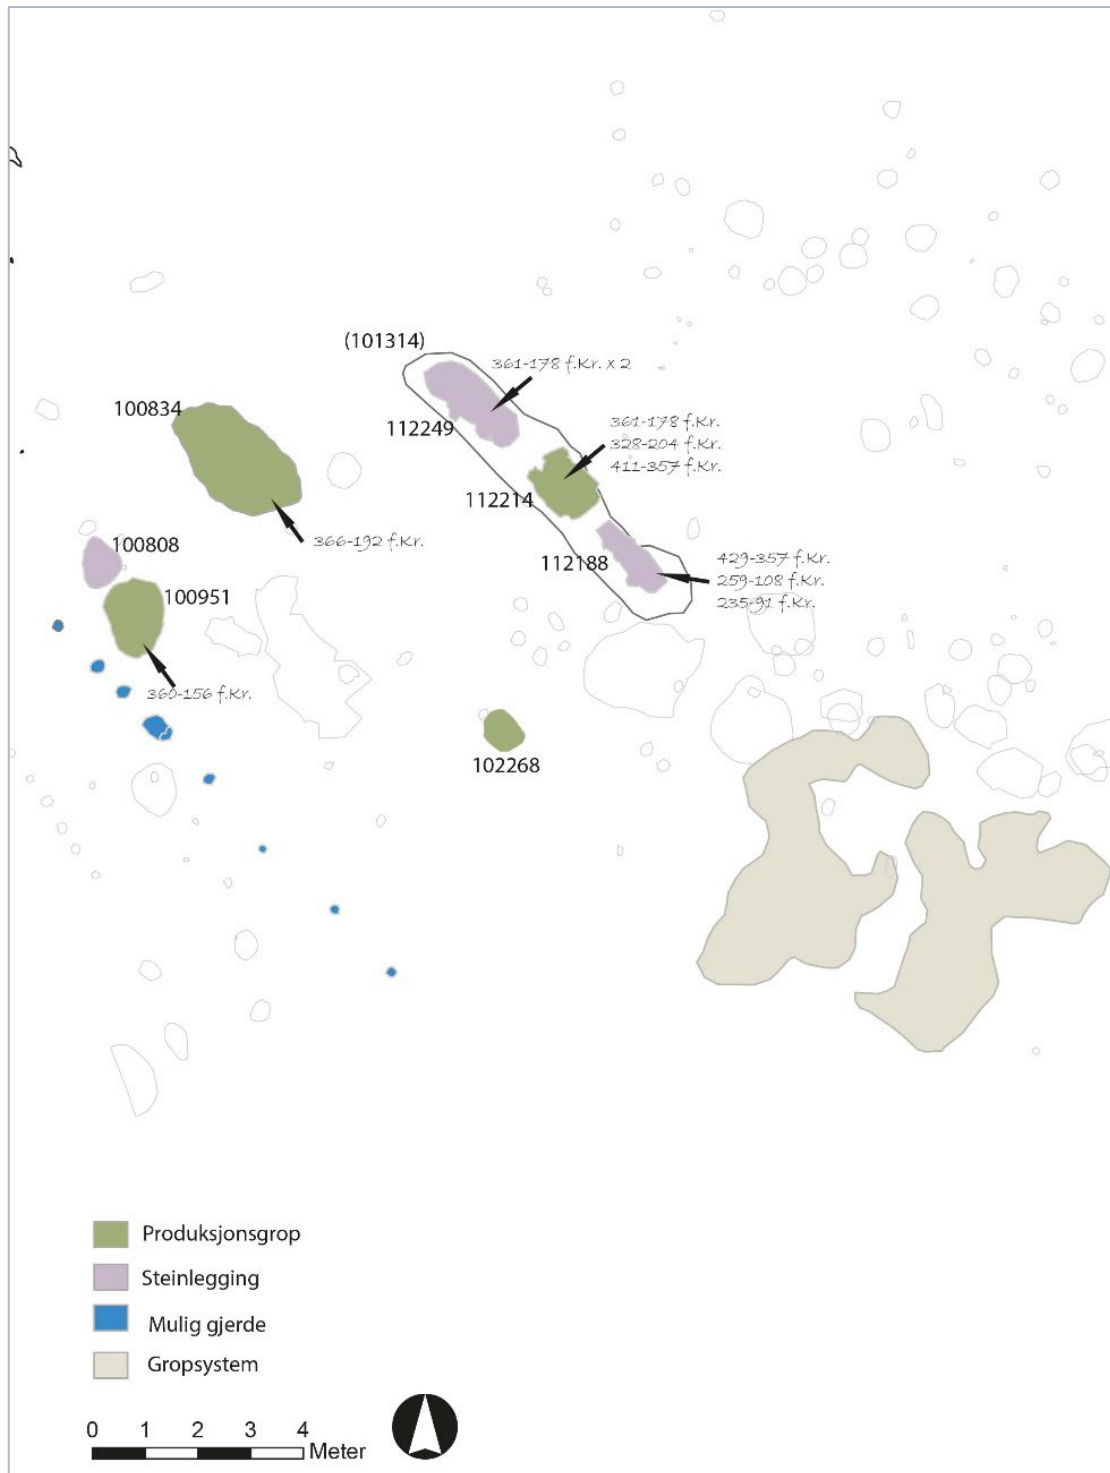 (101314)
361-178 f.Kr. x 2
100834
112249
361-178 f.Kr.
328-204 f.Kr.
411-357 f.Kr.
112214
366-192 f.Kr.
100808
112188
429-357 f.Kr.
259-108 f.Kr.
235-91 f.Kr.
100951
360-156 f.Kr.
102268
Produksjonsgrop
Steinlegging
Mulig gjerde
Gropsystem
0 1 2 3 4
Meter